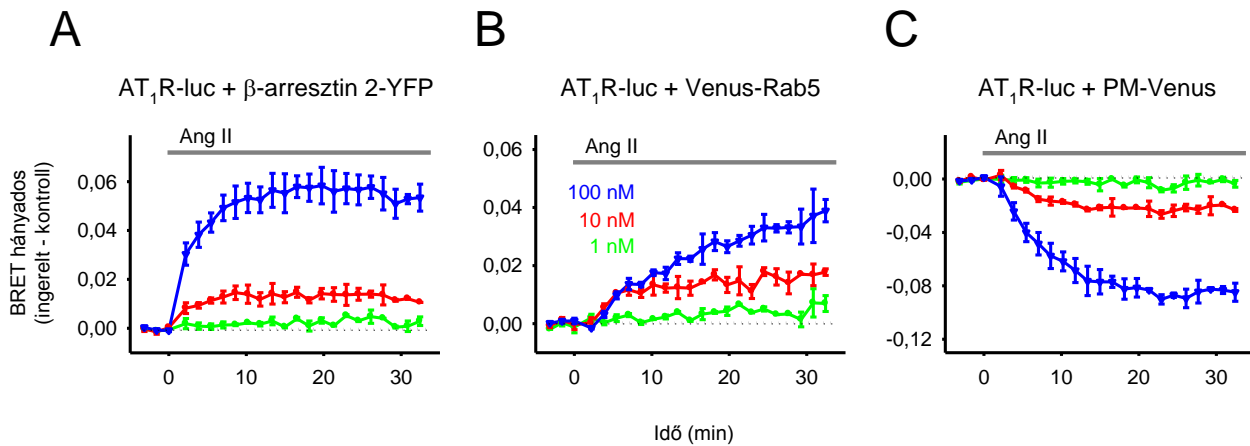 A
B
C
AT1R-luc + β-arresztin 2-YFP
AT1R-luc + Venus-Rab5
AT1R-luc + PM-Venus
BRET hányados
(ingerelt - kontroll)
Ang II
0,06
0,04
0,02
0,00
0
10
20
30
Ang II
100 nM
10 nM
1 nM
0,06
0,04
0,02
0,00
0
10
20
30
Idő (min)
Ang II
0,00
-0,04
-0,08
-0,12
0
10
20
30